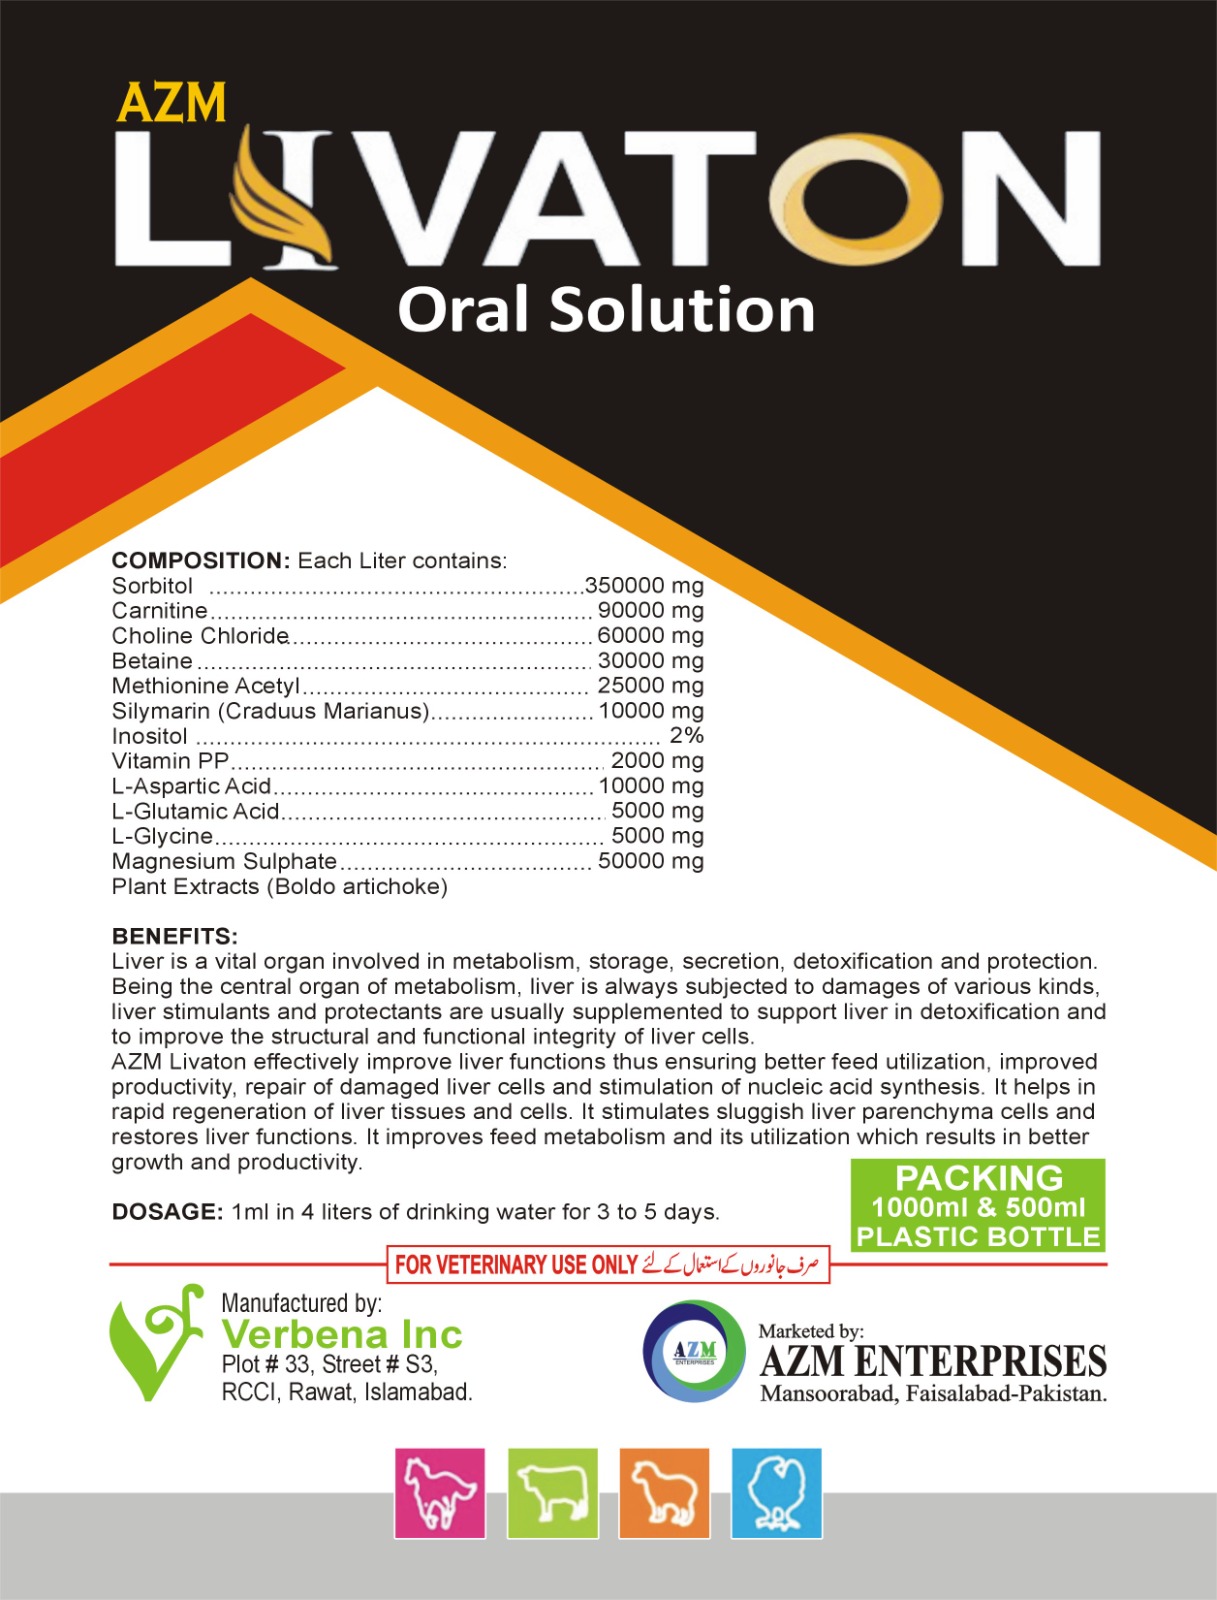 AZM
LIVATON
Oral Solution
COMPOSITION: Each Liter contains:
Sorbitol ........................................................350000 mg
Carnitine........................................................ 90000 mg
Choline Chloride............................................. 60000 mg
Betaine.......................................................... 30000 mg
Methionine Acetyl.......................................... 25000 mg
Silymarin (Craduus Marianus)........................ 10000 mg
Inositol .................................................................... 2%
Vitamin PP...................................................... 2000 mg
L-Aspartic Acid............................................... 10000 mg
L-Glutamic Acid............................................... 5000 mg
L-Glycine......................................................... 5000 mg
Magnesium Sulphate..................................... 50000 mg
Plant Extracts (Boldo artichoke)
BENEFITS:
Liver is a vital organ involved in metabolism, storage, secretion, detoxification and protection.
Being the central organ of metabolism, liver is always subjected to damages of various kinds,
liver stimulants and protectants are usually supplemented to support liver in detoxification and
to improve the structural and functional integrity of liver cells.
AZM Livaton effectively improve liver functions thus ensuring better feed utilization, improved
productivity, repair of damaged liver cells and stimulation of nucleic acid synthesis. It helps in
rapid regeneration of liver tissues and cells. It stimulates sluggish liver parenchyma cells and
restores liver functions. It improves feed metabolism and its utilization which results in better
growth and productivity.
DOSAGE: 1ml in 4 liters of drinking water for 3 to 5 days.
PACKING
1000ml & 500ml
PLASTIC BOTTLE
FOR VETERINARY USE ONLY صرف جانوروں کے استعمال کے لئے
Manufactured by:
Verbena Inc
Plot # 33, Street # S3,
RCCI, Rawat, Islamabad.
AZM
ENTERPRISES
Marketed by:
AZM ENTERPRISES
Mansoorabad, Faisalabad-Pakistan.